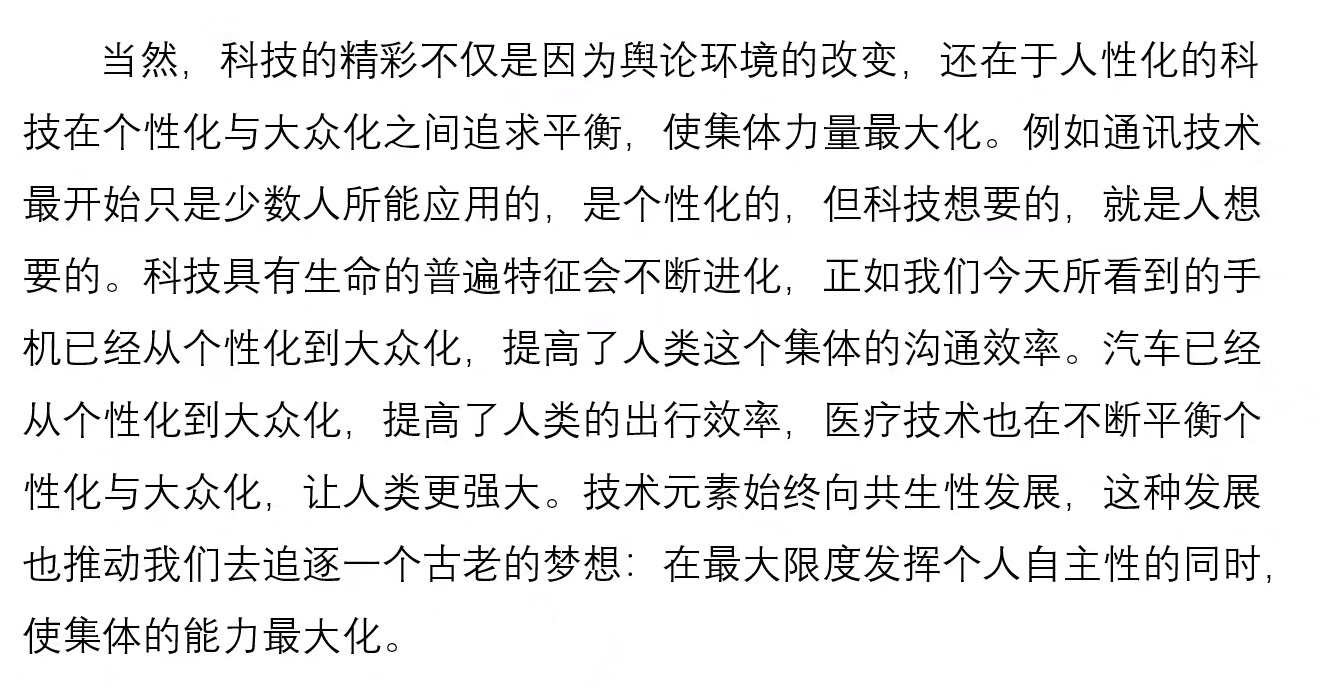 当然，科技的精彩不仅是因为舆论环境的改变，还在于人性化的科
技在个性化与大众化之间追求平衡，使集体力量最大化。例如通讯技术
最开始只是少数人所能应用的，是个性化的，但科技想要的，就是人想
要的。科技具有生命的普遍特征会不断进化，正如我们今天所看到的手
机已经从个性化到大众化，提高了人类这个集体的沟通效率。汽车已经
从个性化到大众化，提高了人类的出行效率，医疗技术也在不断平衡个
性化与大众化，让人类更强大。技术元素始终向共生性发展，这种发展
也推动我们去追逐一个古老的梦想：在最大限度发挥个人自主性的同时，
使集体的能力最大化。